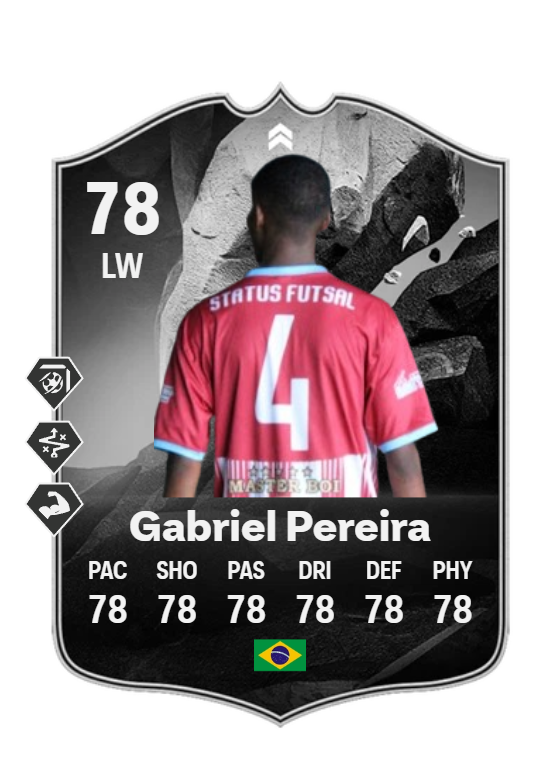 78
LW
STATUS FUTSAL
4
MASTER BOI
Gabriel Pereira
PAC SHO PAS DRI DEF PHY
78 78 78 78 78 78